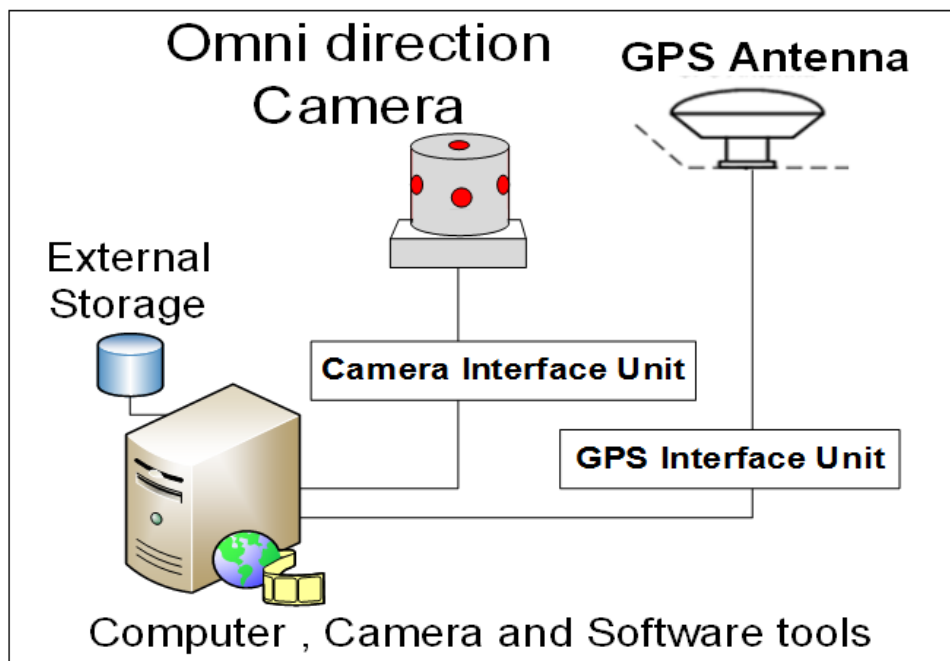 Omni direction
Camera
GPS Antenna
External
Storage
Camera Interface Unit
GPS Interface Unit
Computer , Camera and Software tools